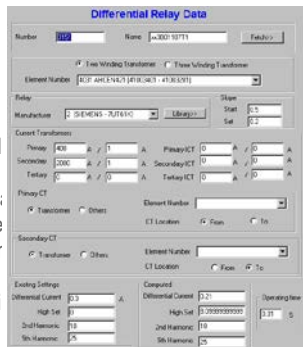 Differential Relay Data
Number Name Fetch>>
Two Winding Transformer Three Winding Transformer
Element Number
Relay Slope
Start 0.5
Manufacturer 2 (SIEMENS - 7UT61X) Library>> Set 0.2
Current Transformers
Primary 400 A / 1 A Primary ICT 0 A / 0 A
Secondary 2000 A / 1 A Secondary ICT 0 A / 0 A
Tertiary 0 A / 0 A Tertiary ICT 0 A / 0 A
Primary CT Element Number
Transformer Others
CT Location From To
Secondary CT
Transformer Others Element Number
CT Location From To
Existing Settings Computed
Differential Current 0.3 A Differential Current 0.21 Operating time
High Set 8 High Set 0.31 S
2nd Harmonic 18 2nd Harmonic 18
5th Harmonic 25 5th Harmonic 25